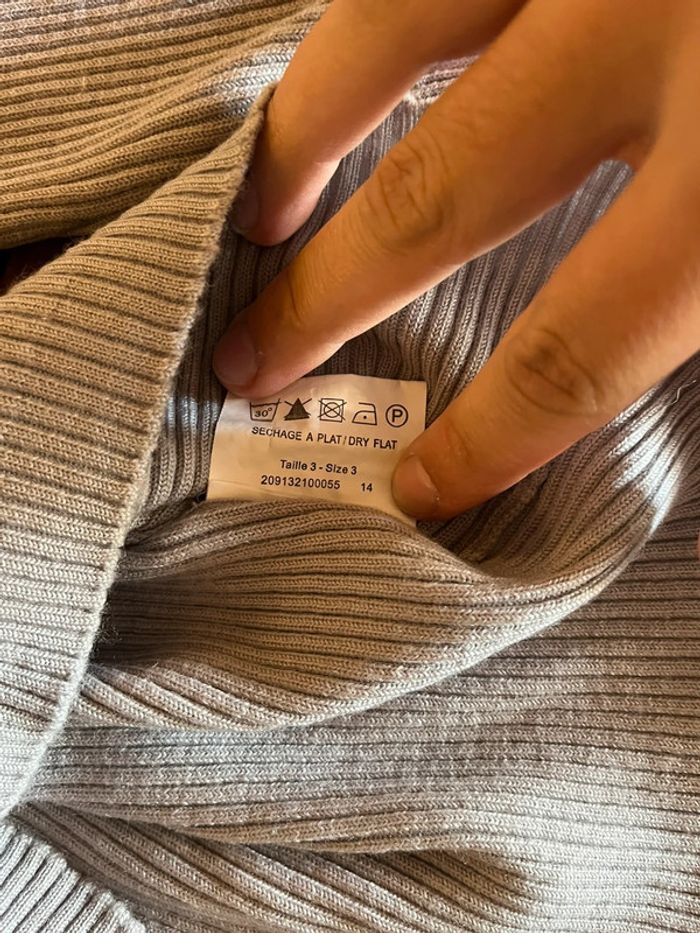 30° P
SECHAGE A PLAT/DRY FLAT
Taille 3 - Size 3
209132100055 14